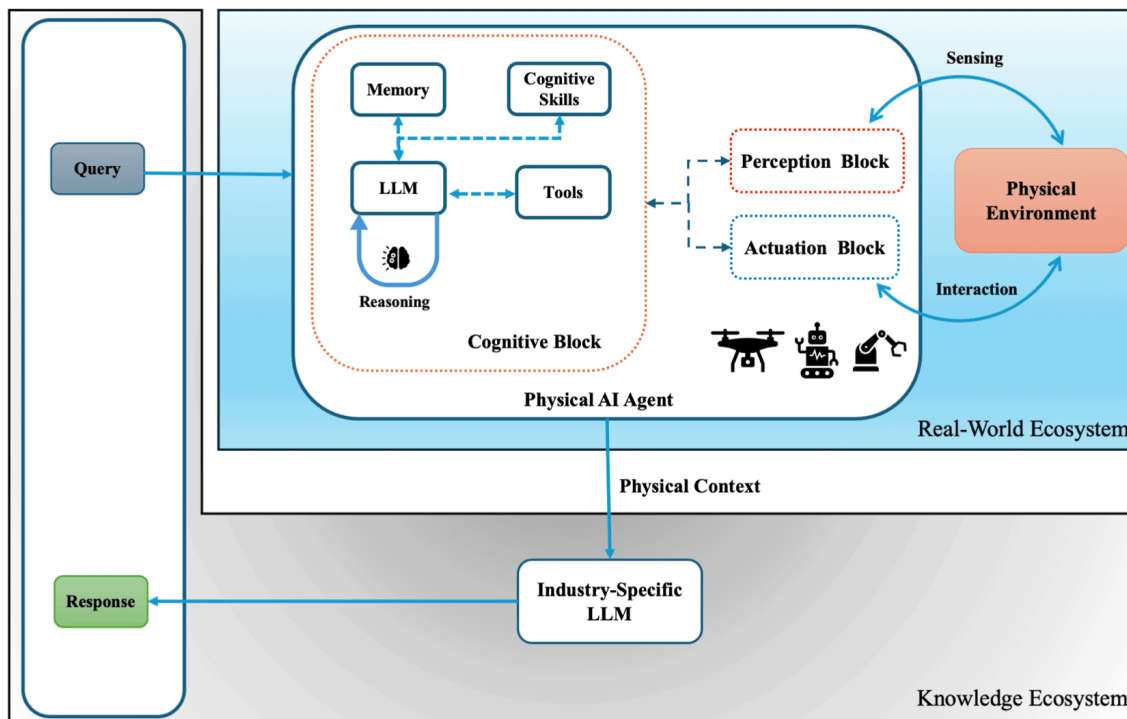 Query
Response
Memory
Cognitive
Skills
LLM
Tools
Reasoning
Cognitive Block
Perception Block
Actuation Block
Physical AI Agent
Sensing
Physical
Environment
Interaction
Real-World Ecosystem
Physical Context
Industry-Specific
LLM
Knowledge Ecosystem